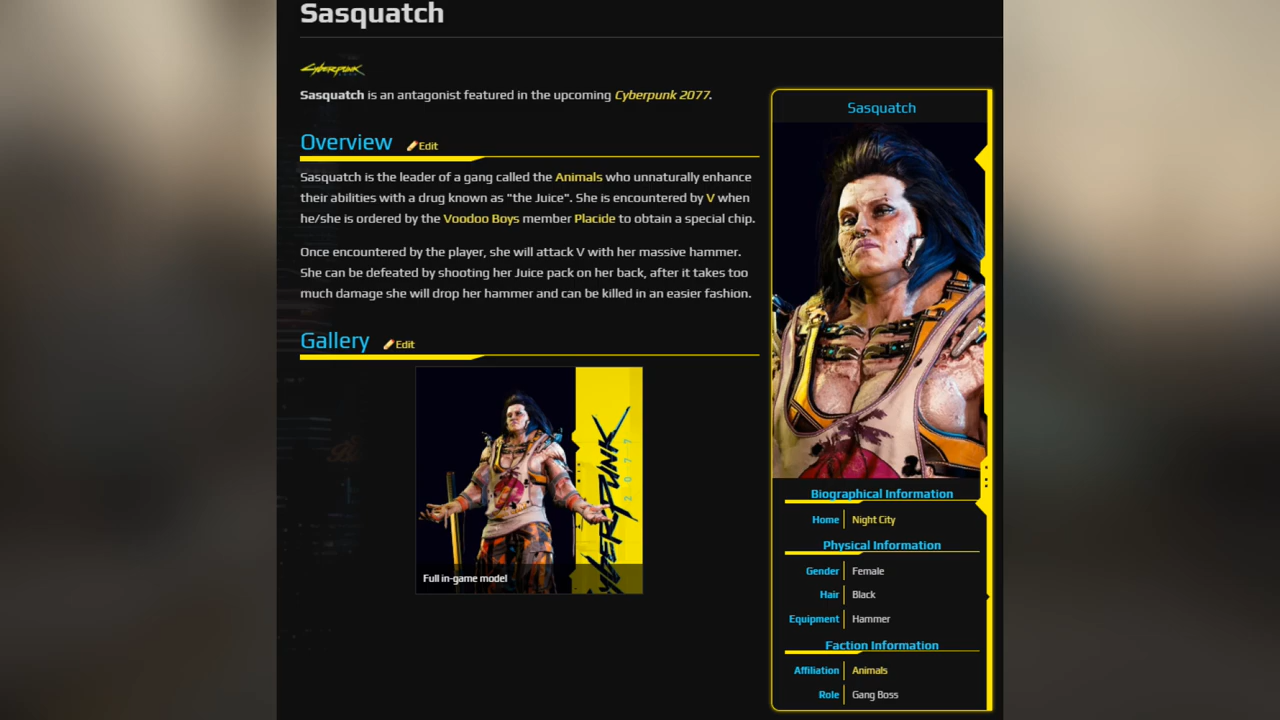 Sasquatch
Cyberpunk
Sasquatch is an antagonist featured in the upcoming Cyberpunk 2077.
Overview Edit
Sasquatch is the leader of a gang called the Animals who unnaturally enhance
their abilities with a drug known as "the Juice". She is encountered by V when
he/she is ordered by the Voodoo Boys member Placide to obtain a special chip.
Once encountered by the player, she will attack V with her massive hammer.
She can be defeated by shooting her Juice pack on her back, after it takes too
much damage she will drop her hammer and can be killed in an easier fashion.
Gallery Edit
CYBERPUNK
2077
Full in-game model
Sasquatch
Biographical Information
Home Night City
Physical Information
Gender Female
Hair Black
Equipment Hammer
Faction Information
Affiliation Animals
Role Gang Boss